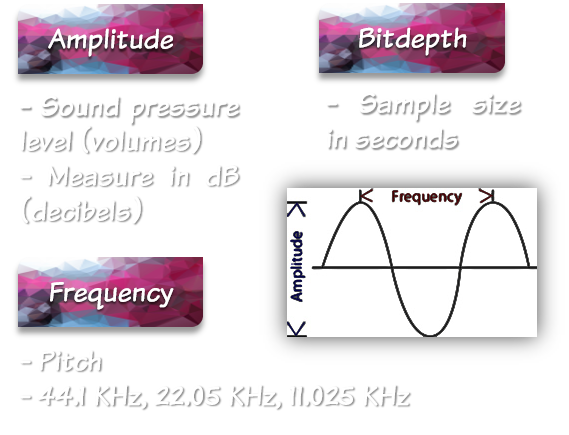 Amplitude
- Sound pressure
level (volumes)
- Measure in dB
(decibels)
Bitdepth
- Sample size
in seconds
Frequency
Amplitude
Frequency
- Pitch
- 44.1 KHz, 22.05 KHz, 11.025 KHz